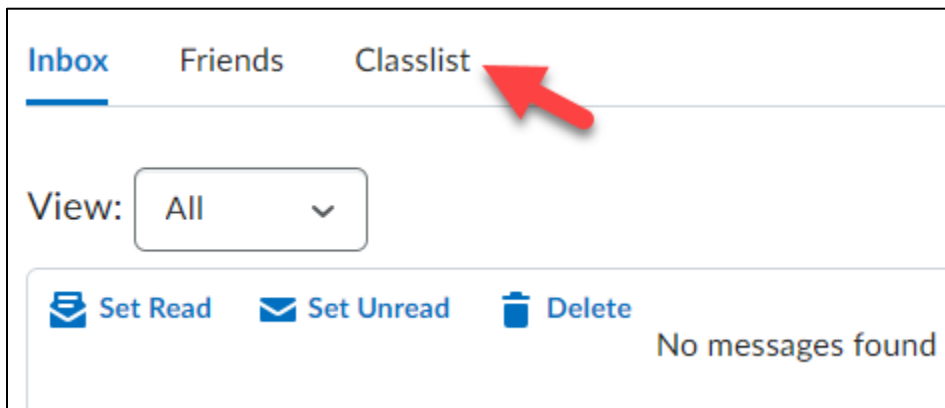 Inbox Friends Classlist
View: All
Set Read Set Unread Delete
No messages found